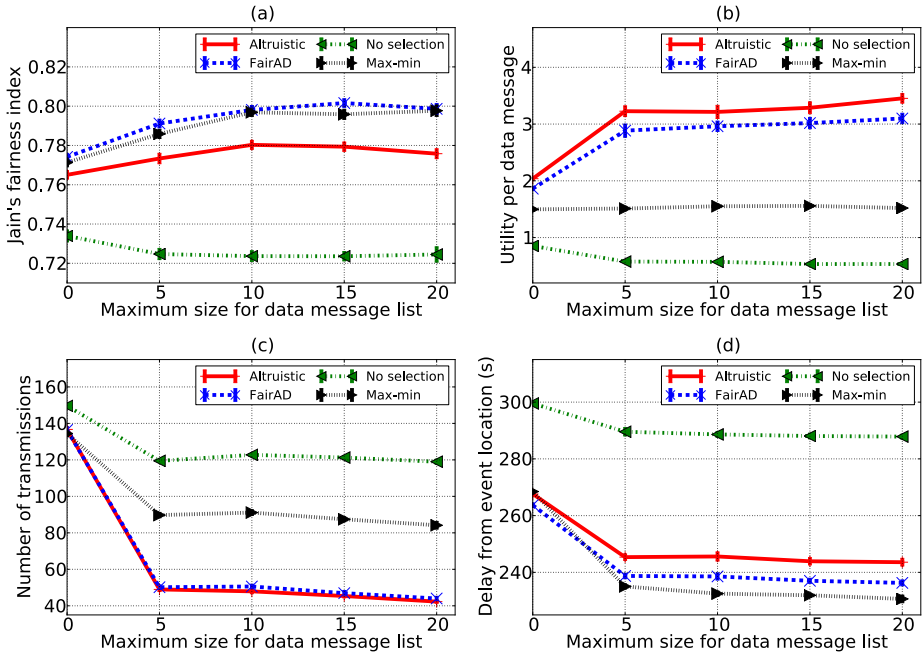 (a)
Altruistic
FairAD
No selection
Max-min
Jain's fairness index
0.82
0.80
0.78
0.76
0.74
0.72
0 5 10 15 20
Maximum size for data message list
(b)
Altruistic
FairAD
No selection
Max-min
Utility per data message
4
3
2
1
0 5 10 15 20
Maximum size for data message list
(c)
Altruistic
FairAD
No selection
Max-min
Number of transmissions
160
140
120
100
80
60
40
0 5 10 15 20
Maximum size for data message list
(d)
Altruistic
FairAD
No selection
Max-min
Delay from event location (s)
300
280
260
240
0 5 10 15 20
Maximum size for data message list